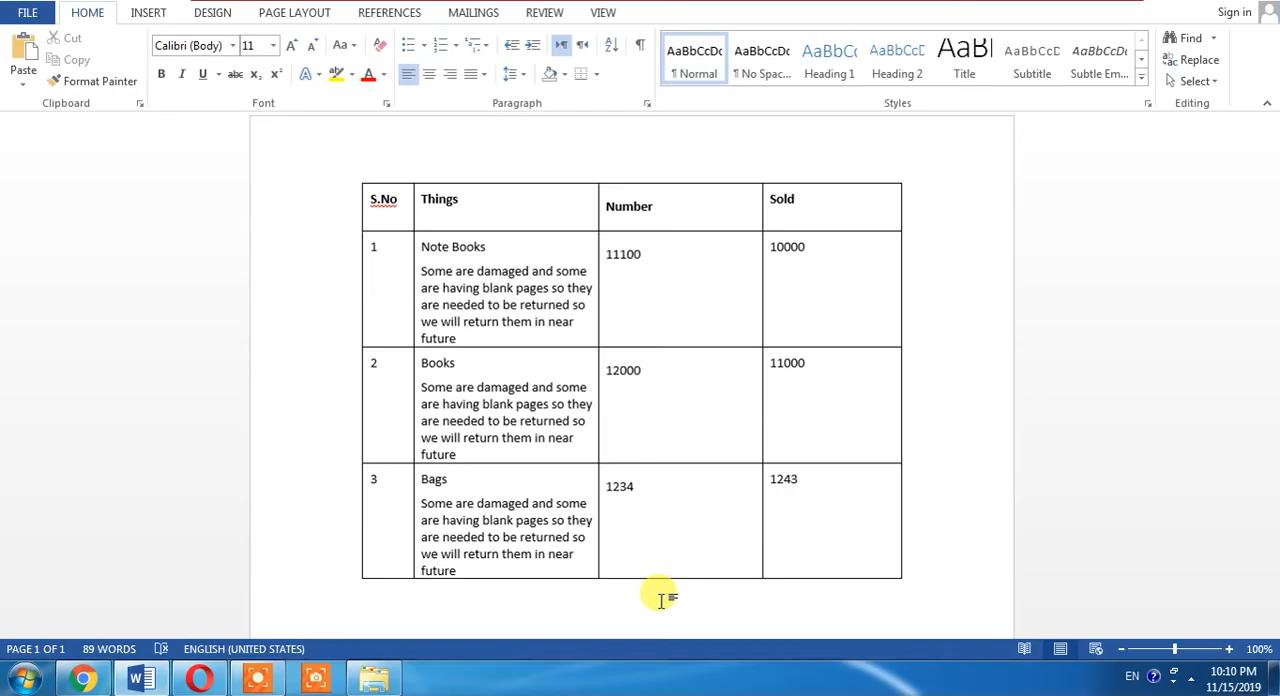 FILE HOME INSERT DESIGN PAGE LAYOUT REFERENCES MAILINGS REVIEW VIEW Sign in
Cut
Copy
Paste
Format Painter
Calibri (Body) 11 Aa
B I U abc x₂ x² A A
AaBbCcDc AaBbCcDc AaBbCc AaBbCcD AaBl AaBbCcD AaBbCcDc
¶ Normal ¶ No Spac... Heading 1 Heading 2 Title Subtitle Subtle Em...
Find
Replace
Select
Clipboard Font Paragraph Styles Editing
S.No Things Number Sold
1 Note Books 11100 10000
Some are damaged and some
are having blank pages so they
are needed to be returned so
we will return them in near
future
2 Books 12000 11000
Some are damaged and some
are having blank pages so they
are needed to be returned so
we will return them in near
future
3 Bags 1234 1243
Some are damaged and some
are having blank pages so they
are needed to be returned so
we will return them in near
future
PAGE 1 OF 1 89 WORDS ENGLISH (UNITED STATES) 100%
EN 10:10 PM
11/15/2019